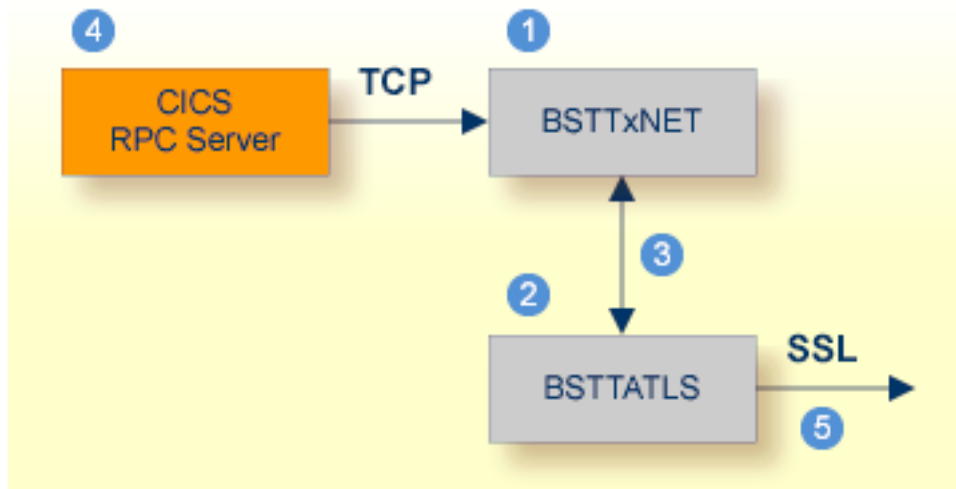 4
1
CICS
RPC Server
TCP
BSTTxNET
3
2
BSTTATLS
SSL
5